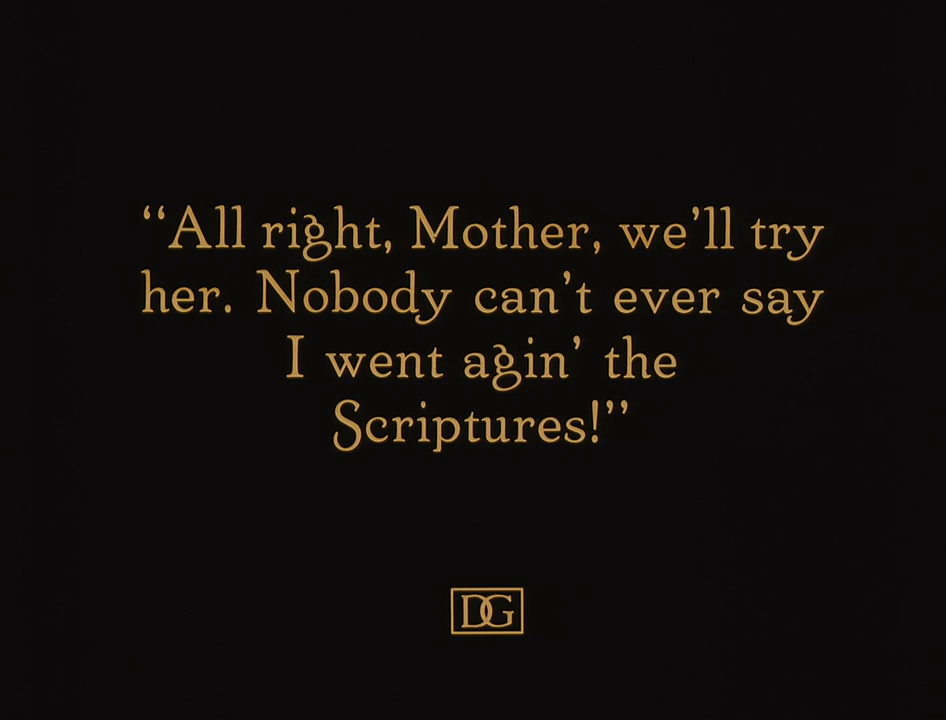 “All right, Mother, we’ll try
her. Nobody can’t ever say
I went agin’ the
Scriptures!”
DG